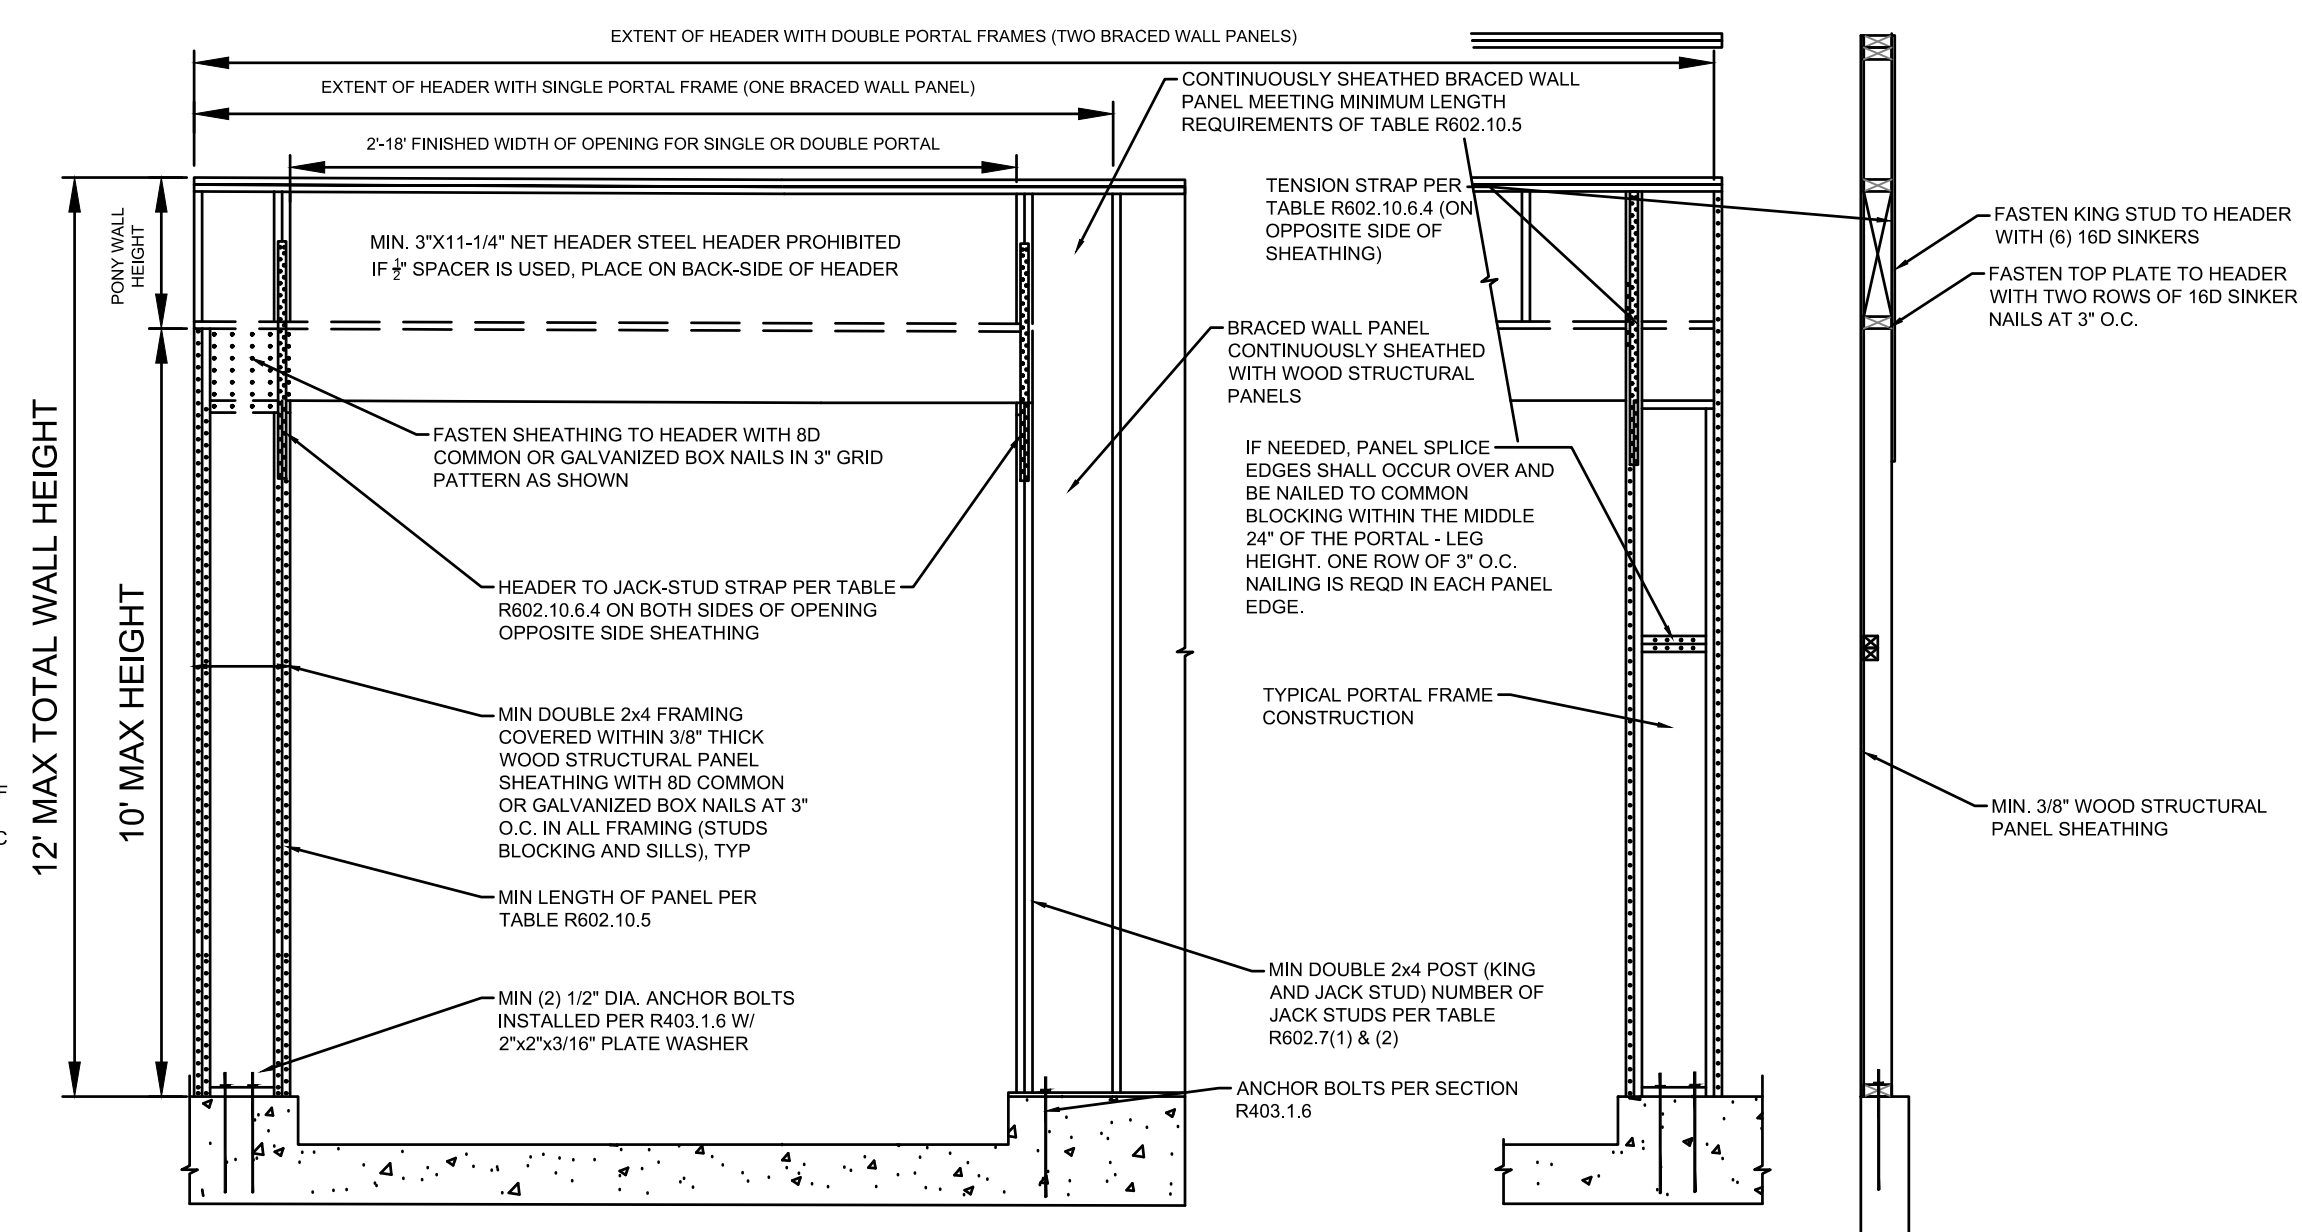 EXTENT OF HEADER WITH DOUBLE PORTAL FRAMES (TWO BRACED WALL PANELS)
EXTENT OF HEADER WITH SINGLE PORTAL FRAME (ONE BRACED WALL PANEL)
2'-18' FINISHED WIDTH OF OPENING FOR SINGLE OR DOUBLE PORTAL
CONTINUOUSLY SHEATHED BRACED WALL
PANEL MEETING MINIMUM LENGTH
REQUIREMENTS OF TABLE R602.10.5
TENSION STRAP PER
TABLE R602.10.6.4 (ON
OPPOSITE SIDE OF
SHEATHING)
FASTEN KING STUD TO HEADER
WITH (6) 16D SINKERS
FASTEN TOP PLATE TO HEADER
WITH TWO ROWS OF 16D SINKER
NAILS AT 3" O.C.
PONY WALL
HEIGHT
MIN. 3"X11-1/4" NET HEADER STEEL HEADER PROHIBITED
IF ½" SPACER IS USED, PLACE ON BACK-SIDE OF HEADER
BRACED WALL PANEL
CONTINUOUSLY SHEATHED
WITH WOOD STRUCTURAL
PANELS
12' MAX TOTAL WALL HEIGHT
10' MAX HEIGHT
FASTEN SHEATHING TO HEADER WITH 8D
COMMON OR GALVANIZED BOX NAILS IN 3" GRID
PATTERN AS SHOWN
IF NEEDED, PANEL SPLICE
EDGES SHALL OCCUR OVER AND
BE NAILED TO COMMON
BLOCKING WITHIN THE MIDDLE
24" OF THE PORTAL - LEG
HEIGHT. ONE ROW OF 3" O.C.
NAILING IS REQD IN EACH PANEL
EDGE.
HEADER TO JACK-STUD STRAP PER TABLE
R602.10.6.4 ON BOTH SIDES OF OPENING
OPPOSITE SIDE SHEATHING
TYPICAL PORTAL FRAME
CONSTRUCTION
MIN DOUBLE 2x4 FRAMING
COVERED WITHIN 3/8" THICK
WOOD STRUCTURAL PANEL
SHEATHING WITH 8D COMMON
OR GALVANIZED BOX NAILS AT 3"
O.C. IN ALL FRAMING (STUDS
BLOCKING AND SILLS), TYP
MIN. 3/8" WOOD STRUCTURAL
PANEL SHEATHING
MIN LENGTH OF PANEL PER
TABLE R602.10.5
MIN (2) 1/2" DIA. ANCHOR BOLTS
INSTALLED PER R403.1.6 W/
2"x2"x3/16" PLATE WASHER
MIN DOUBLE 2x4 POST (KING
AND JACK STUD) NUMBER OF
JACK STUDS PER TABLE
R602.7(1) & (2)
ANCHOR BOLTS PER SECTION
R403.1.6